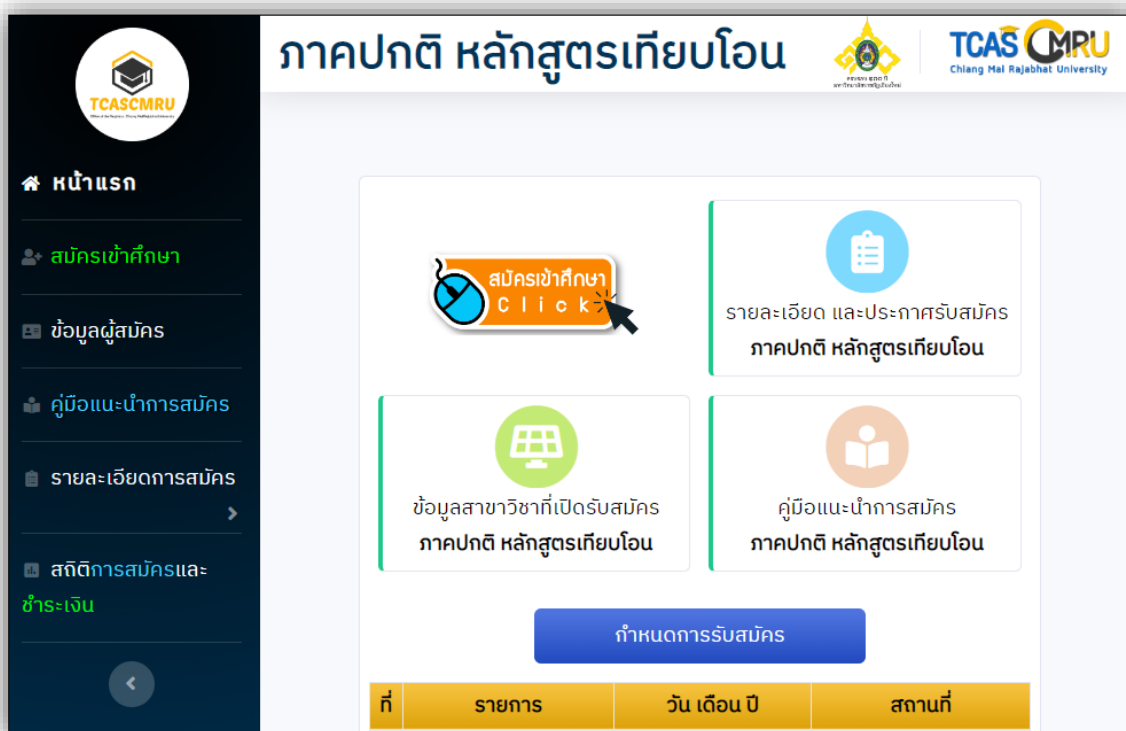 TCASCMRU
หน้าแรก
สมัครเข้าศึกษา
ข้อมูลผู้สมัคร
คู่มือแนะนำการสมัคร
รายละเอียดการสมัคร
สถิติการสมัครและ
ชำระเงิน
ภาคปกติ หลักสูตรเทียบโอน
TCAS CMRU
Chiang Mai Rajabhat University
สมัครเข้าศึกษา
Click
รายละเอียด และประกาศรับสมัคร
ภาคปกติ หลักสูตรเทียบโอน
ข้อมูลสาขาวิชาที่เปิดรับสมัคร
ภาคปกติ หลักสูตรเทียบโอน
คู่มือแนะนำการสมัคร
ภาคปกติ หลักสูตรเทียบโอน
กำหนดการรับสมัคร
ที่ รายการ วัน เดือน ปี สถานที่